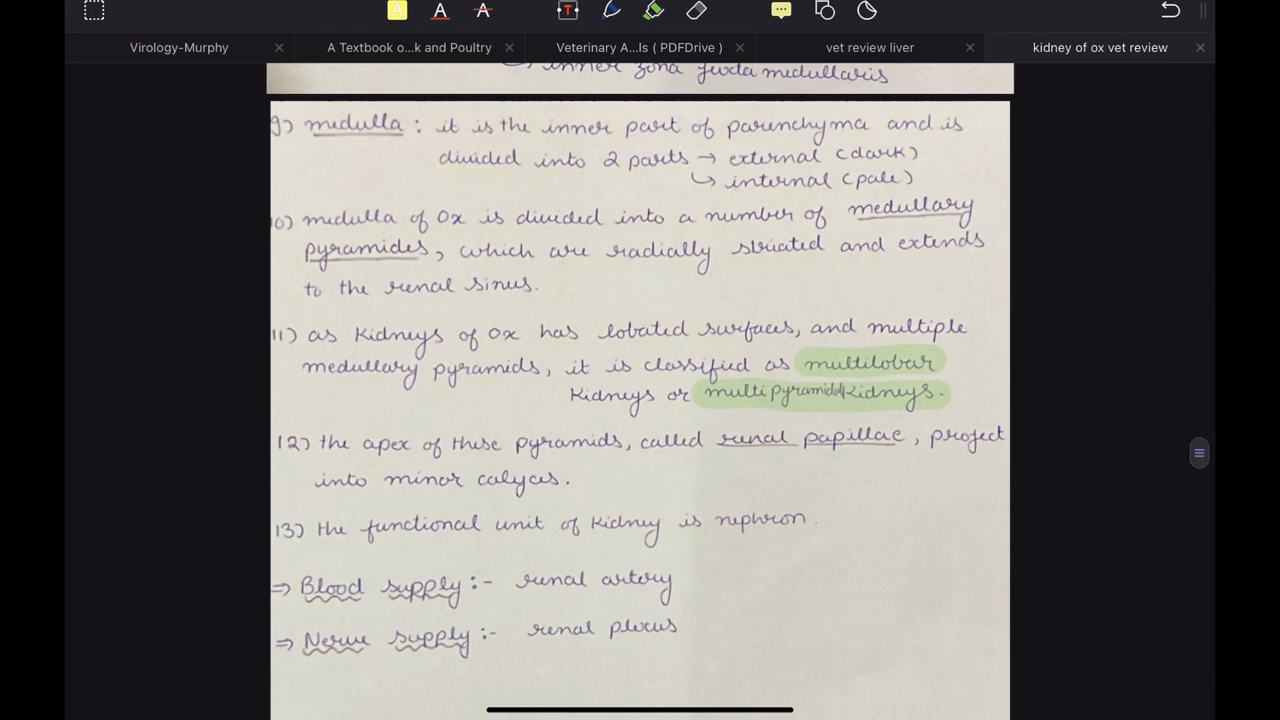 Virology-Murphy
A Textbook o...k and Poultry
Veterinary A...ls ( PDFDrive )
vet review liver
kidney of ox vet review
↳ inner zona juxta medullaris
9) medulla : it is the inner part of parenchyma and is
divided into 2 parts → external (dark)
↳ internal (pale)
10) medulla of Ox is divided into a number of medullary
pyramides, which are radially striated and extends
to the renal sinus.
11) as Kidneys of Ox has lobated surfaces, and multiple
medullary pyramids, it is classified as multilobar
Kidneys or multipyramidal Kidneys.
12) the apex of these pyramids, called renal papillae, project
into minor calyces.
13) the functional unit of Kidney is nephron.
⇒ Blood supply :- renal artery
⇒ Nerve supply :- renal plexus